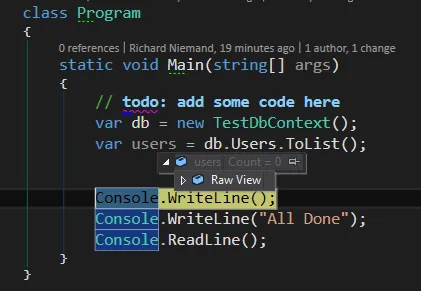 class Program
{
0 references | Richard Niemand, 19 minutes ago | 1 author, 1 change
static void Main(string[] args)
{
// todo: add some code here
var db = new TestDbContext();
var users = db.Users.ToList();
users Count = 0
Raw View
Console.WriteLine();
Console.WriteLine("All Done");
Console.ReadLine();
}
}